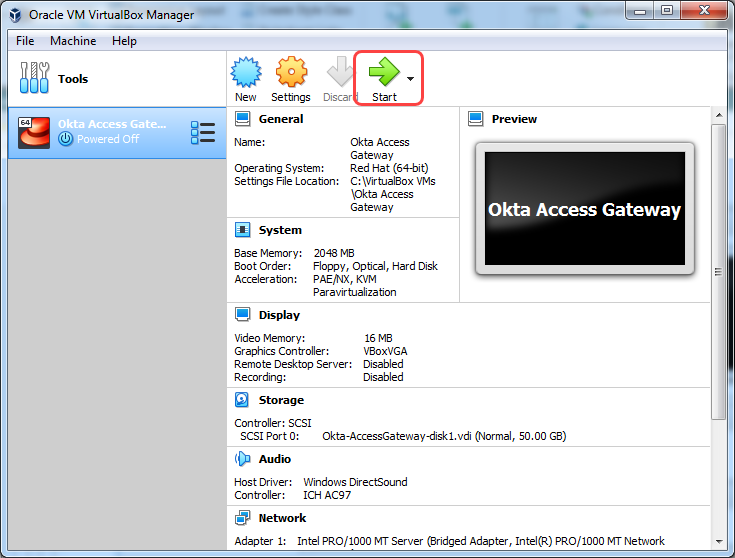 Oracle VM VirtualBox Manager
File Machine Help
Tools
New Settings Discard Start
64 Okta Access Gate...
Powered Off
General
Name: Okta Access
Gateway
Operating System: Red Hat (64-bit)
Settings File Location: C:\VirtualBox VMs
\Okta Access
Gateway
Preview
Okta Access Gateway
System
Base Memory: 2048 MB
Boot Order: Floppy, Optical, Hard Disk
Acceleration: PAE/NX, KVM
Paravirtualization
Display
Video Memory: 16 MB
Graphics Controller: VBoxVGA
Remote Desktop Server: Disabled
Recording: Disabled
Storage
Controller: SCSI
SCSI Port 0: Okta-AccessGateway-disk1.vdi (Normal, 50.00 GB)
Audio
Host Driver: Windows DirectSound
Controller: ICH AC97
Network
Adapter 1: Intel PRO/1000 MT Server (Bridged Adapter, Intel(R) PRO/1000 MT Network